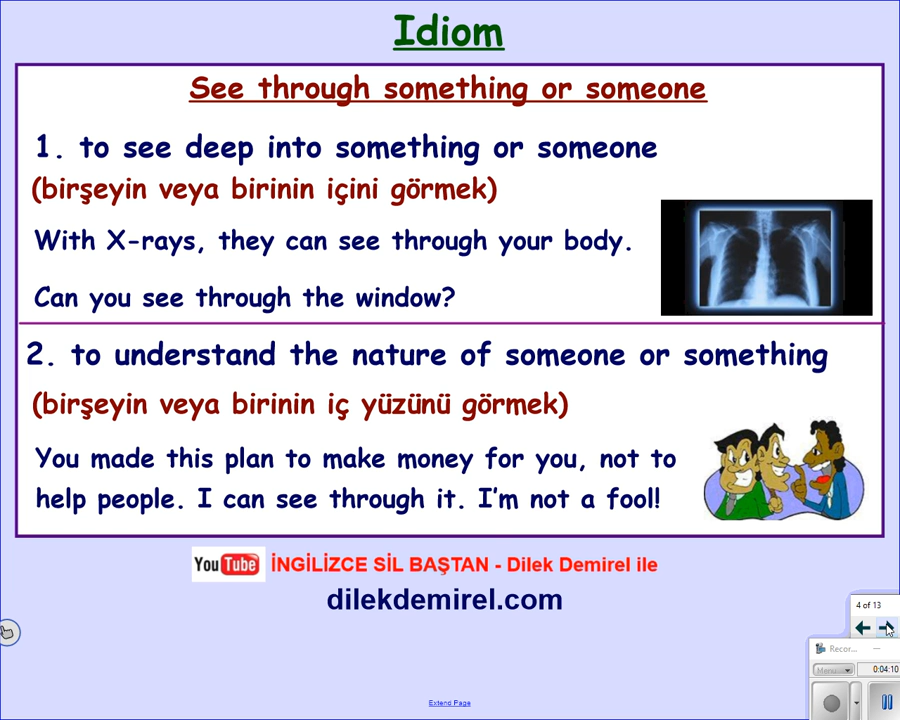 Idiom
See through something or someone
1. to see deep into something or someone
(birşeyin veya birinin içini görmek)
With X-rays, they can see through your body.
Can you see through the window?
2. to understand the nature of someone or something
(birşeyin veya birinin iç yüzünü görmek)
You made this plan to make money for you, not to
help people. I can see through it. I'm not a fool!
YouTube İNGİLİZCE SİL BAŞTAN - Dilek Demirel ile
dilekdemirel.com
4 of 13
Recor...
Menu
0:04:10
Extend Page